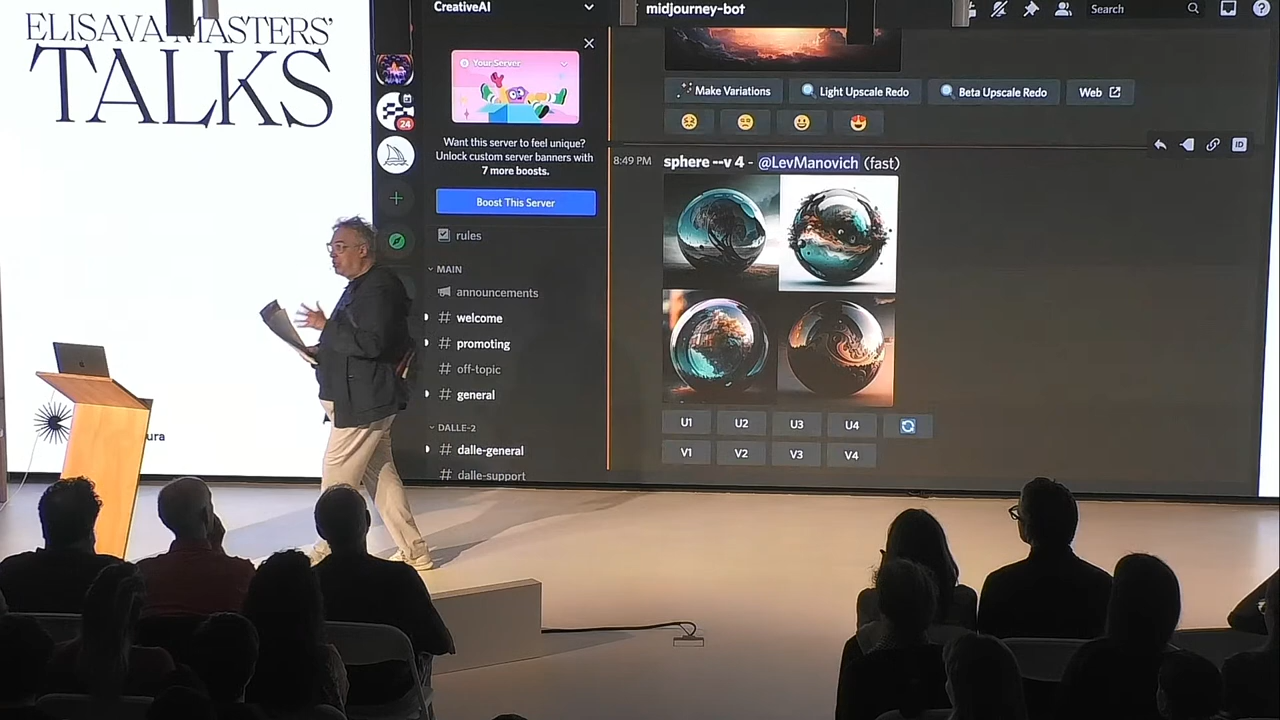 ELISAVA MASTERS'
TALKS
ura
CreativeAI
24
Your Server
Want this server to feel unique?
Unlock custom server banners with
7 more boosts.
Boost This Server
rules
MAIN
announcements
# welcome
# promoting
# off-topic
# general
DALLE-2
# dalle-general
# dalle-support
midjourney-bot
Search
Make Variations
Light Upscale Redo
Beta Upscale Redo
Web
ID
8:49 PM
sphere --v 4 - @LevManovich (fast)
U1
U2
U3
U4
V1
V2
V3
V4